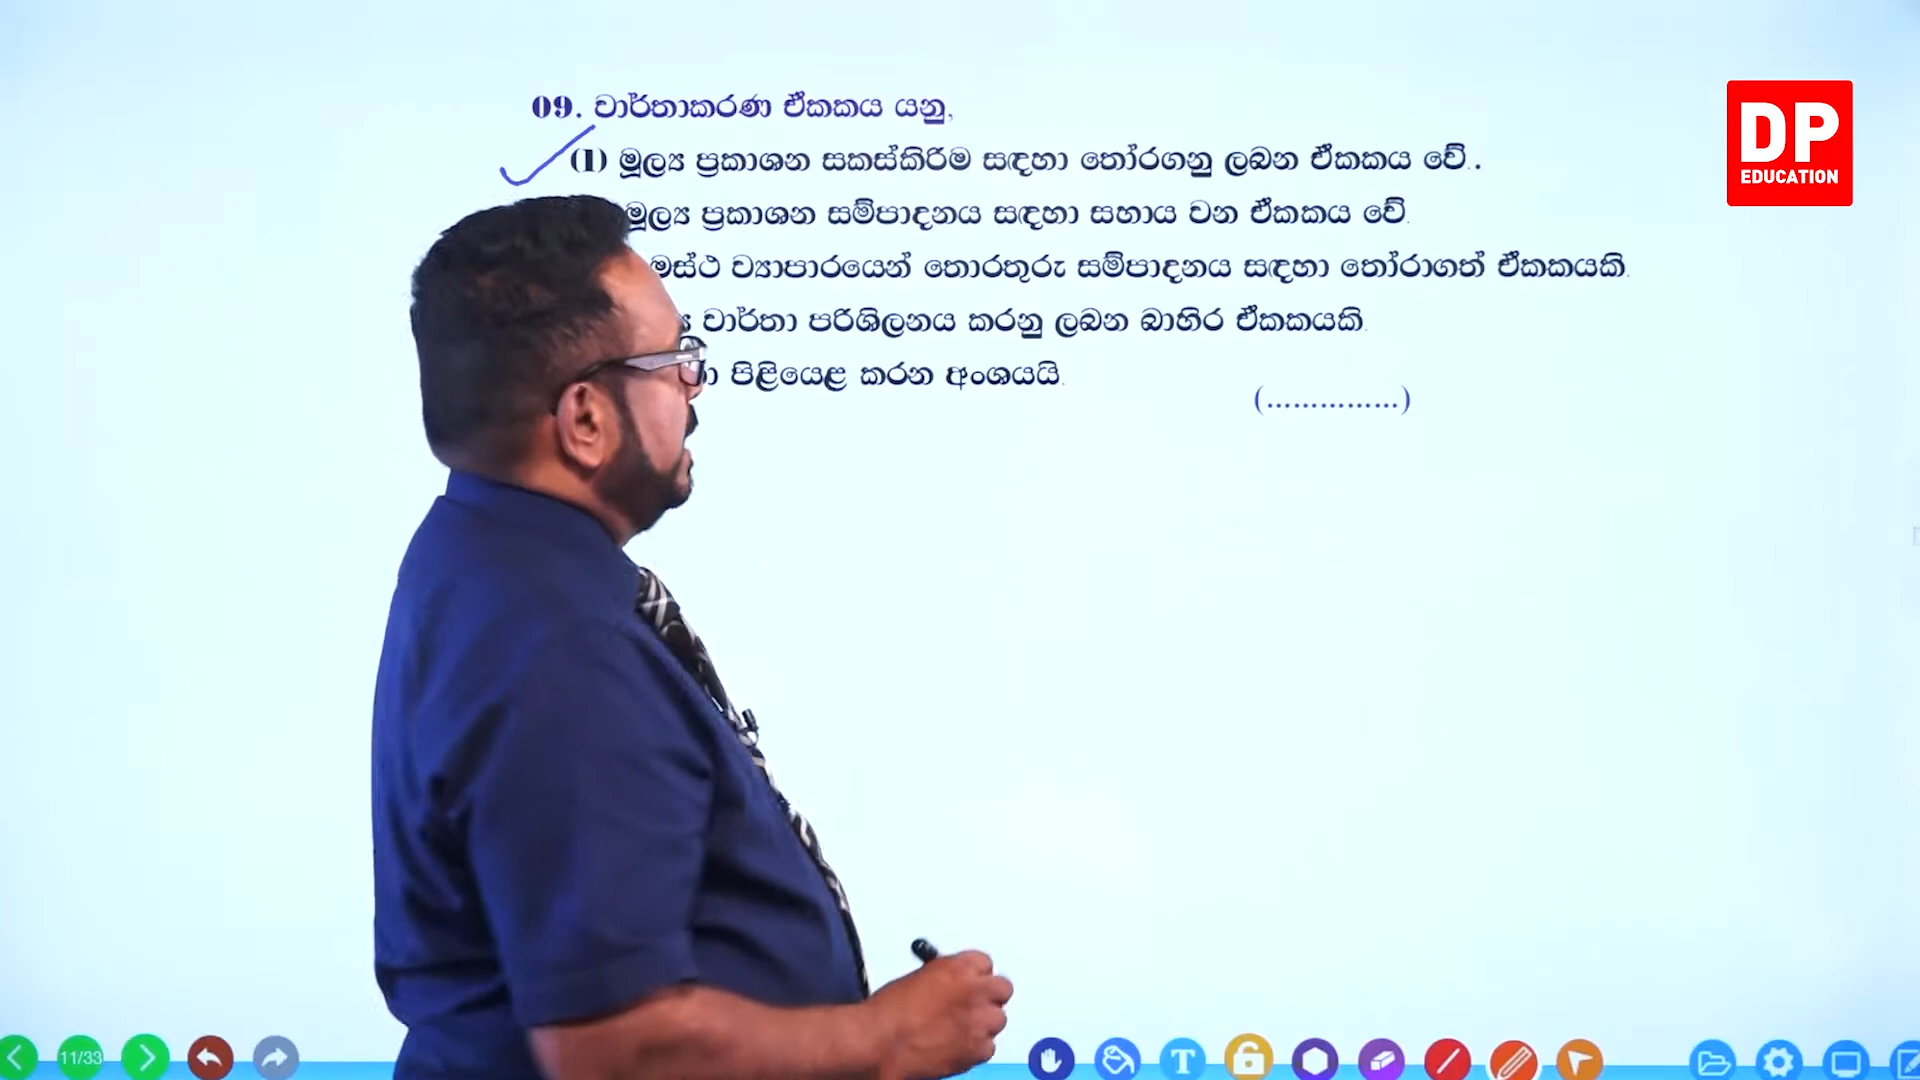 09. වාර්තාකරණ ඒකකය යනු,
(1) මූල්‍ය ප්‍රකාශන සකස්කිරීම සඳහා තෝරගනු ලබන ඒකකය වේ..
මූල්‍ය ප්‍රකාශන සම්පාදනය සඳහා සහාය වන ඒකකය වේ.
ව්‍යාපාරයෙන් තොරතුරු සම්පාදනය සඳහා තෝරාගත් ඒකකයකි.
වාර්තා පරිශීලනය කරනු ලබන බාහිර ඒකකයකි.
පිළියෙළ කරන අංශයයි.
(...............)
DP
EDUCATION
11/33
T